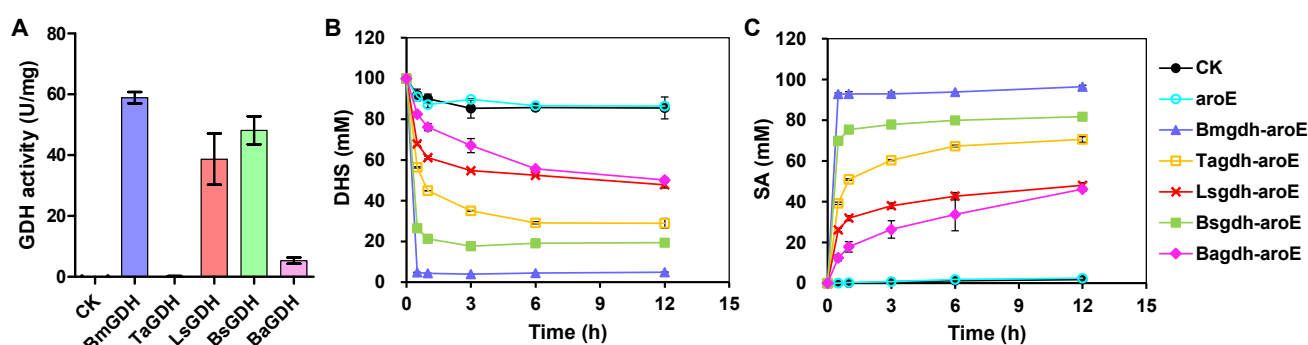 A
GDH activity (U/mg)
80
60
40
20
0
CK
BmGDH
TaGDH
LsGDH
BsGDH
BaGDH
B
DHS (mM)
120
100
80
60
40
20
0
0 3 6 9 12 15
Time (h)
C
SA (mM)
120
100
80
60
40
20
0
0 3 6 9 12 15
Time (h)
CK
aroE
Bmgdh-aroE
Tagdh-aroE
Lsgdh-aroE
Bsgdh-aroE
Bagdh-aroE